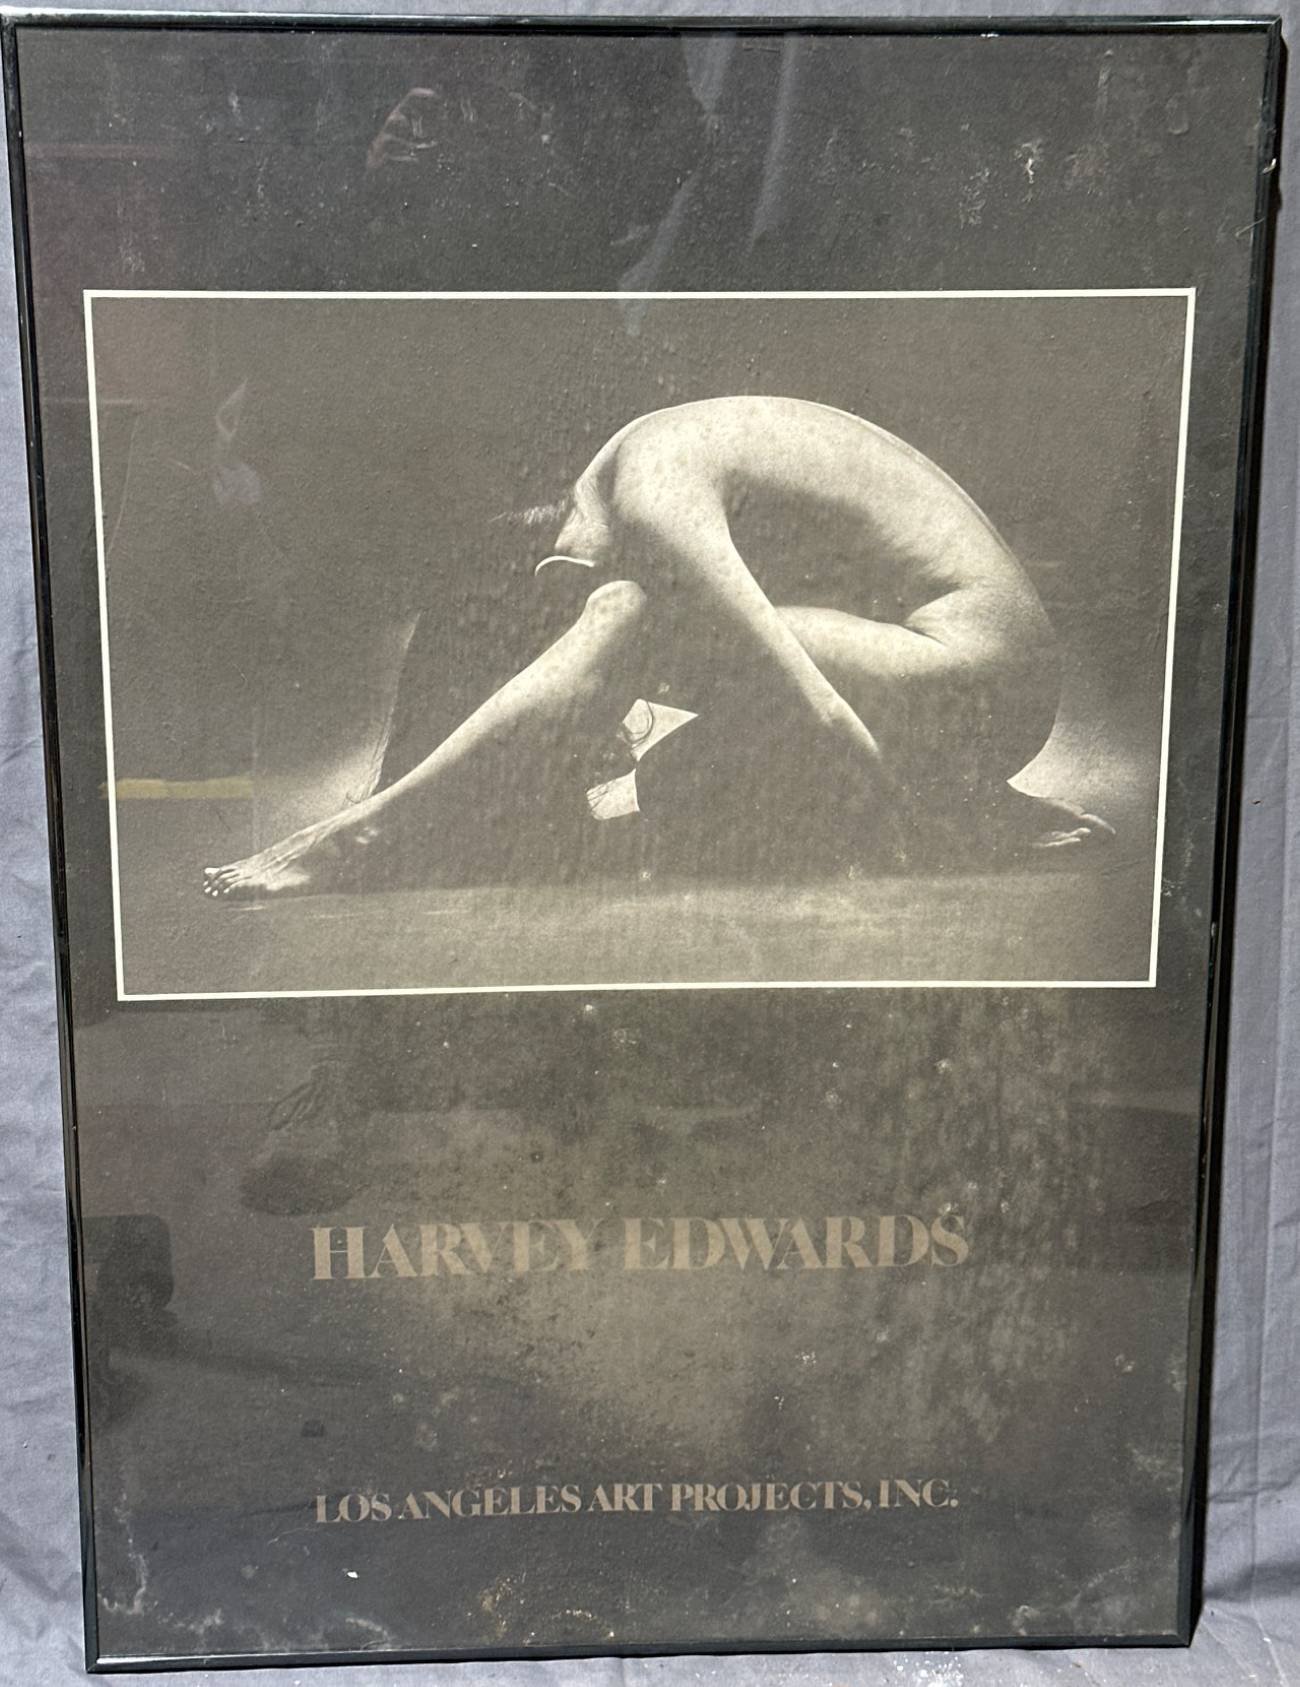 HARVEY EDWARDS
LOS ANGELES ART PROJECTS, INC.